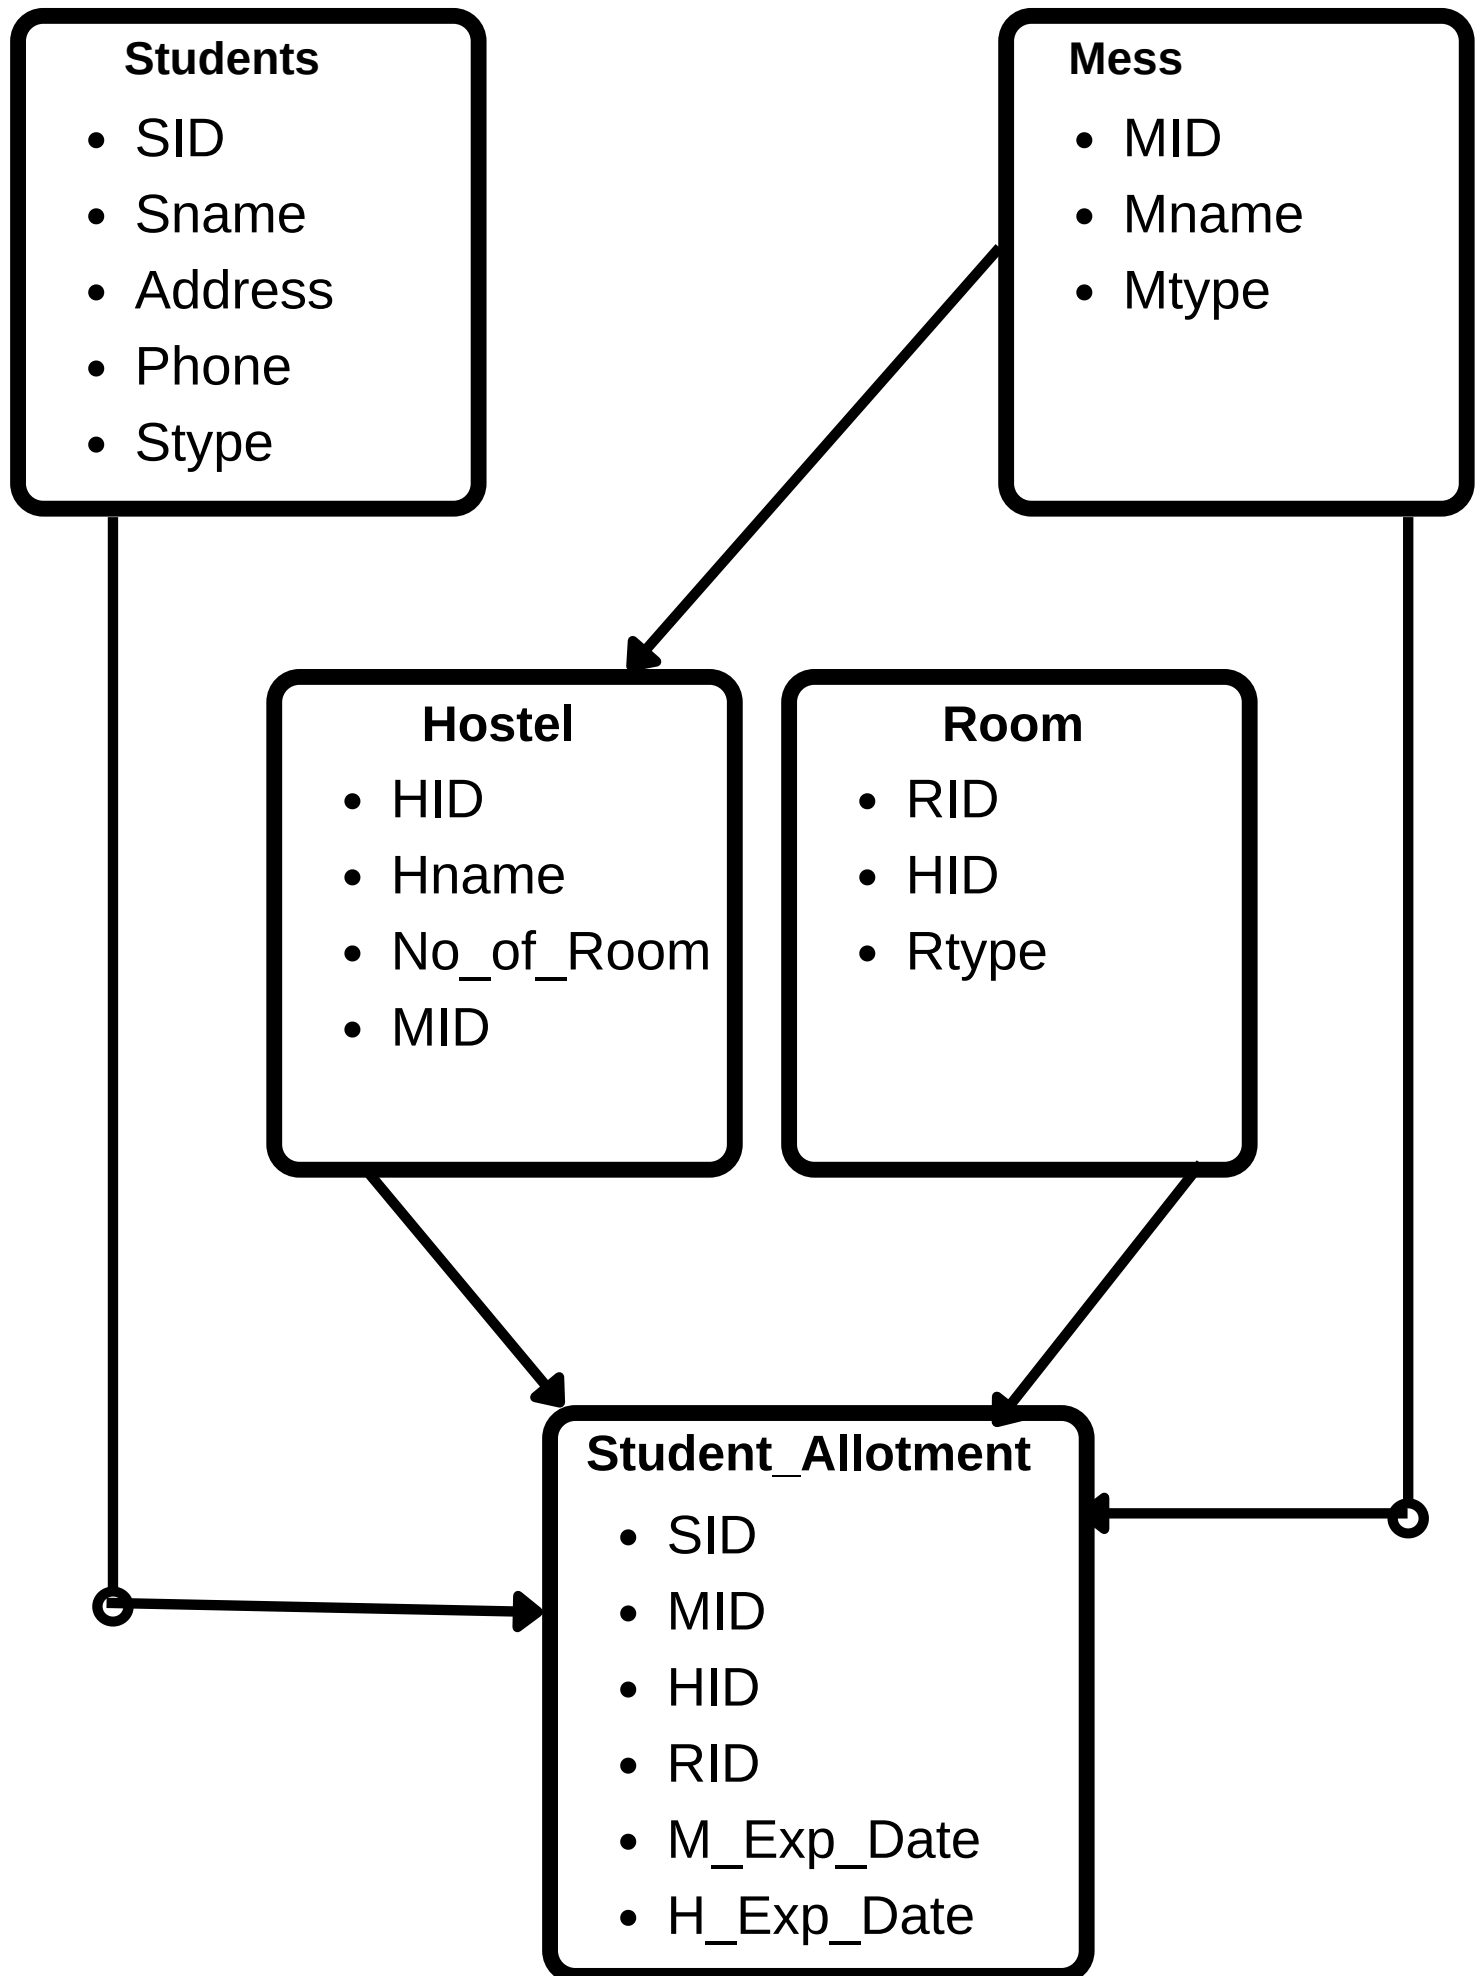 Students
SID
Sname
Address
Phone
Stype
Mess
MID
Mname
Mtype
Hostel
HID
Hname
No_of_Room
MID
Room
RID
HID
Rtype
Student_Allotment
SID
MID
HID
RID
M_Exp_Date
H_Exp_Date